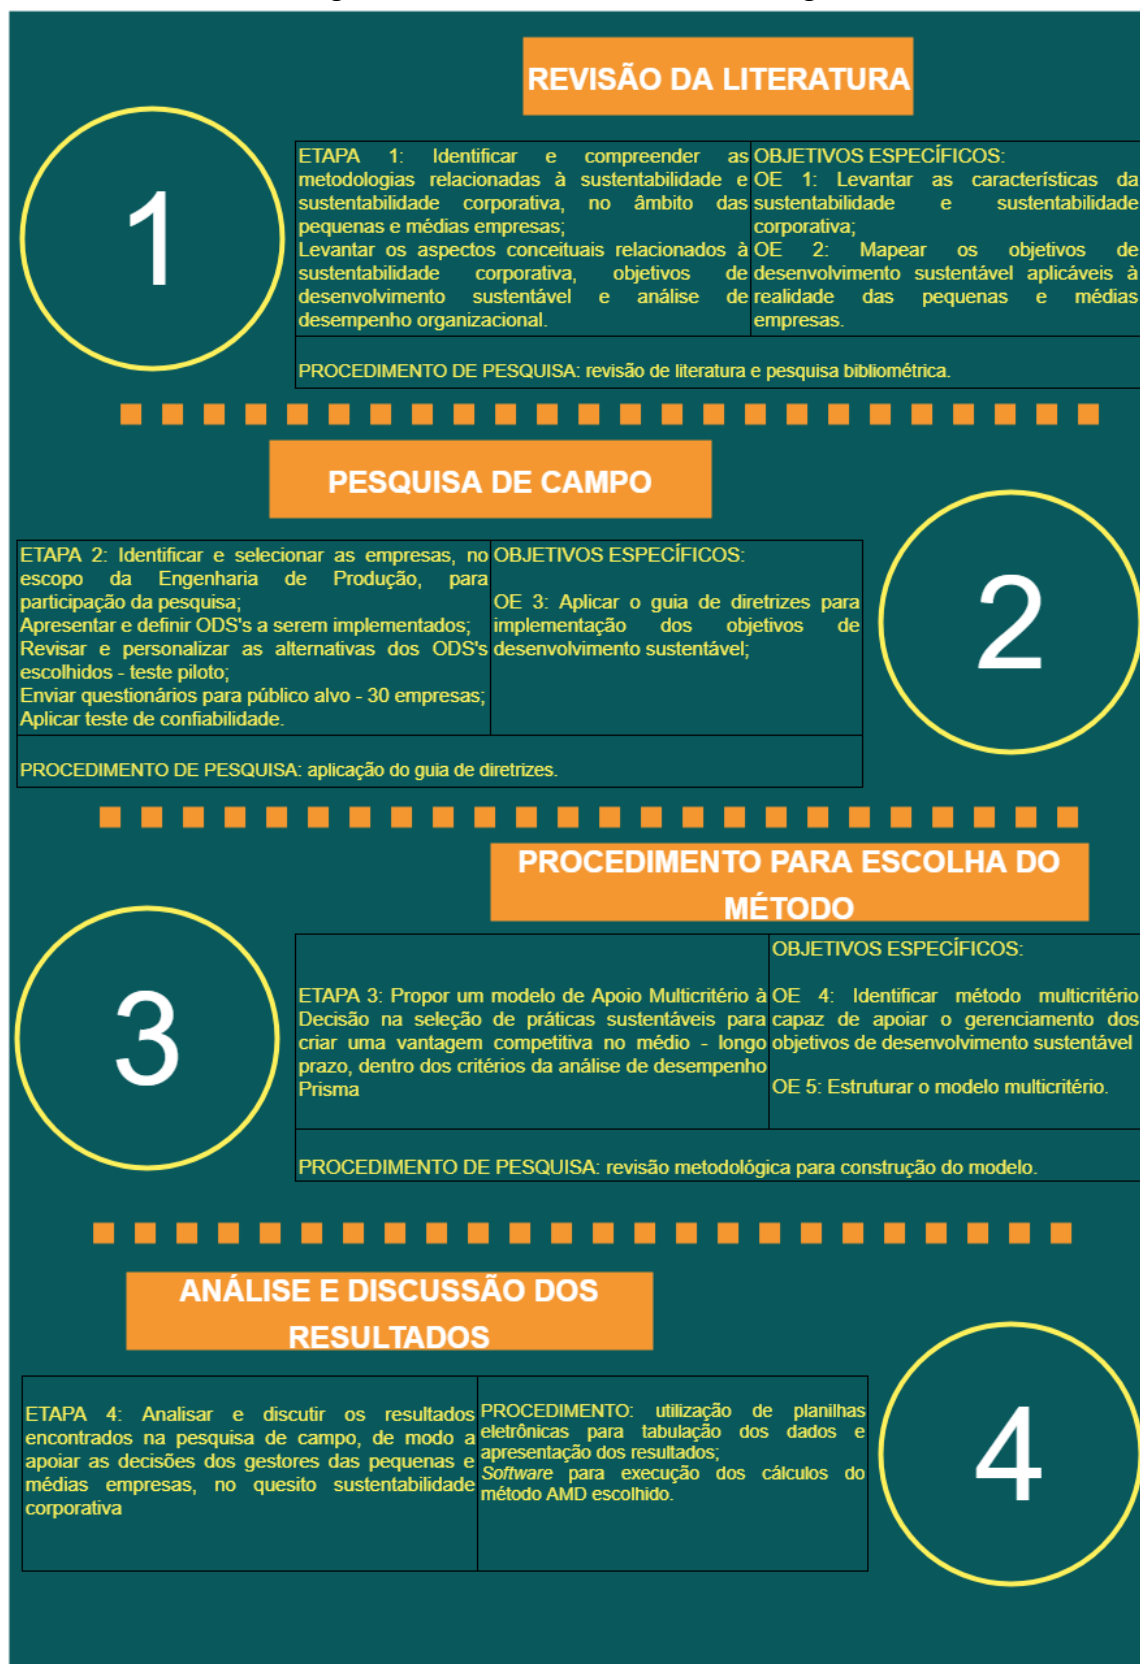 REVISÃO DA LITERATURA
1
ETAPA 1: Identificar e compreender as
metodologias relacionadas à sustentabilidade e
sustentabilidade corporativa, no âmbito das
pequenas e médias empresas;
Levantar os aspectos conceituais relacionados à
sustentabilidade corporativa, objetivos de
desenvolvimento sustentável e análise de
desempenho organizacional.
OBJETIVOS ESPECÍFICOS:
OE 1: Levantar as características da
sustentabilidade e sustentabilidade
corporativa;
OE 2: Mapear os objetivos de
desenvolvimento sustentável aplicáveis à
realidade das pequenas e médias
empresas.
PROCEDIMENTO DE PESQUISA: revisão de literatura e pesquisa bibliométrica.
PESQUISA DE CAMPO
ETAPA 2: Identificar e selecionar as empresas, no
escopo da Engenharia de Produção, para
participação da pesquisa;
Apresentar e definir ODS's a serem implementados;
Revisar e personalizar as alternativas dos ODS's
escolhidos - teste piloto;
Enviar questionários para público alvo - 30 empresas;
Aplicar teste de confiabilidade.
OBJETIVOS ESPECÍFICOS:
OE 3: Aplicar o guia de diretrizes para
implementação dos objetivos de
desenvolvimento sustentável;
2
PROCEDIMENTO DE PESQUISA: aplicação do guia de diretrizes.
PROCEDIMENTO PARA ESCOLHA DO
MÉTODO
3
ETAPA 3: Propor um modelo de Apoio Multicritério à
Decisão na seleção de práticas sustentáveis para
criar uma vantagem competitiva no médio - longo
prazo, dentro dos critérios da análise de desempenho
Prisma
OBJETIVOS ESPECÍFICOS:
OE 4: Identificar método multicritério
capaz de apoiar o gerenciamento dos
objetivos de desenvolvimento sustentável
OE 5: Estruturar o modelo multicritério.
PROCEDIMENTO DE PESQUISA: revisão metodológica para construção do modelo.
ANÁLISE E DISCUSSÃO DOS
RESULTADOS
ETAPA 4: Analisar e discutir os resultados
encontrados na pesquisa de campo, de modo a
apoiar as decisões dos gestores das pequenas e
médias empresas, no quesito sustentabilidade
corporativa
PROCEDIMENTO: utilização de planilhas
eletrônicas para tabulação dos dados e
apresentação dos resultados;
Software para execução dos cálculos do
método AMD escolhido.
4